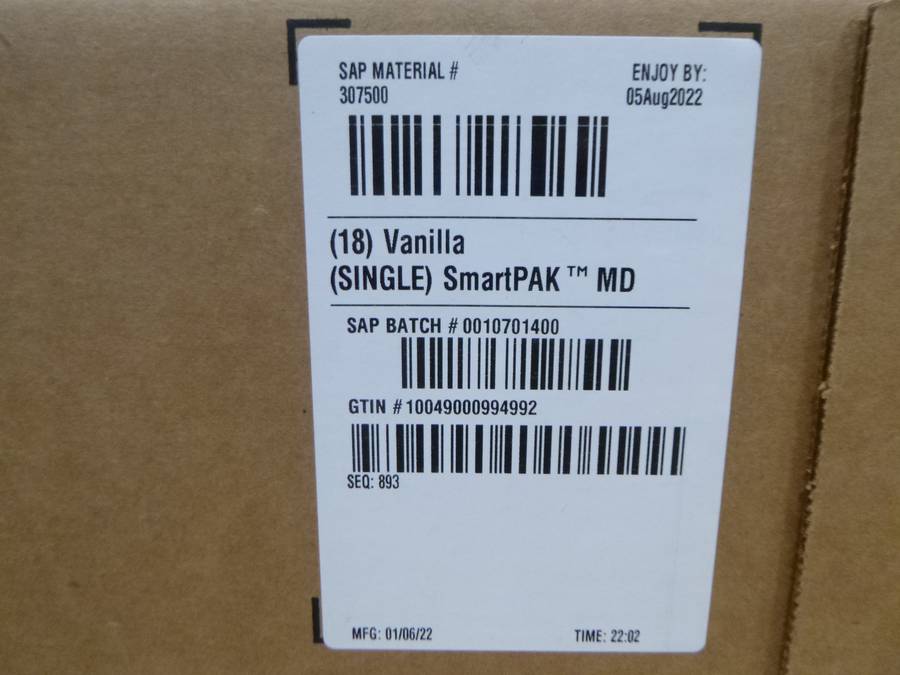 SAP MATERIAL #
307500
ENJOY BY:
05Aug2022
(18) Vanilla
(SINGLE) SmartPAK™ MD
SAP BATCH # 0010701400
GTIN # 10049000994992
SEQ: 893
MFG: 01/06/22
TIME: 22:02